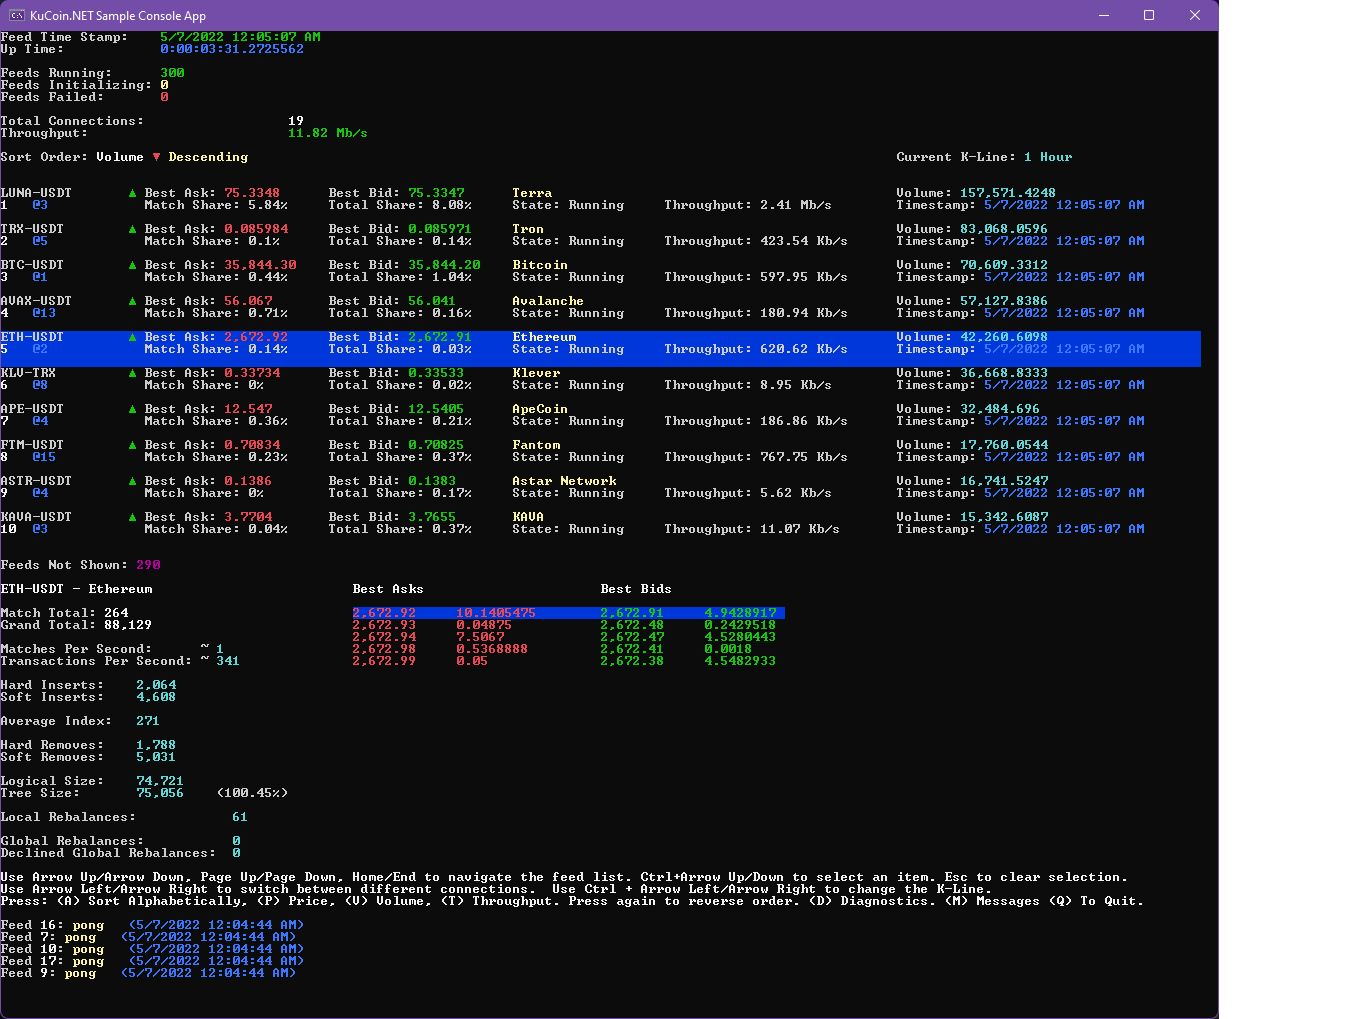 KuCoin.NET Sample Console App
Feed Time Stamp: 5/7/2022 12:05:07 AM
Up Time: 0:00:03:31.2725562
Feeds Running: 300
Feeds Initializing: 0
Feeds Failed: 0
Total Connections: 19
Throughput: 11.82 Mb/s
Sort Order: Volume ▼ Descending Current K-Line: 1 Hour
LUNA-USDT ▲ Best Ask: 75.3348 Best Bid: 75.3347 Terra Volume: 157,571.4248
1 @3 Match Share: 5.84% Total Share: 8.08% State: Running Throughput: 2.41 Mb/s Timestamp: 5/7/2022 12:05:07 AM
TRX-USDT ▲ Best Ask: 0.085984 Best Bid: 0.085971 Tron Volume: 83,068.0596
2 @5 Match Share: 0.1% Total Share: 0.14% State: Running Throughput: 423.54 Kb/s Timestamp: 5/7/2022 12:05:07 AM
BTC-USDT ▲ Best Ask: 35,844.30 Best Bid: 35,844.20 Bitcoin Volume: 70,609.3312
3 @1 Match Share: 0.44% Total Share: 1.04% State: Running Throughput: 597.95 Kb/s Timestamp: 5/7/2022 12:05:07 AM
AVAX-USDT ▲ Best Ask: 56.067 Best Bid: 56.041 Avalanche Volume: 57,127.8386
4 @13 Match Share: 0.71% Total Share: 0.16% State: Running Throughput: 180.94 Kb/s Timestamp: 5/7/2022 12:05:07 AM
ETH-USDT ▲ Best Ask: 2,672.92 Best Bid: 2,672.91 Ethereum Volume: 42,260.6098
5 @2 Match Share: 0.14% Total Share: 0.03% State: Running Throughput: 620.62 Kb/s Timestamp: 5/7/2022 12:05:07 AM
KLV-TRX ▲ Best Ask: 0.33734 Best Bid: 0.33533 Klever Volume: 36,668.8333
6 @8 Match Share: 0% Total Share: 0.02% State: Running Throughput: 8.95 Kb/s Timestamp: 5/7/2022 12:05:07 AM
APE-USDT ▲ Best Ask: 12.547 Best Bid: 12.5405 ApeCoin Volume: 32,484.696
7 @4 Match Share: 0.36% Total Share: 0.21% State: Running Throughput: 186.86 Kb/s Timestamp: 5/7/2022 12:05:07 AM
FTM-USDT ▲ Best Ask: 0.70834 Best Bid: 0.70825 Fantom Volume: 17,760.0544
8 @15 Match Share: 0.23% Total Share: 0.37% State: Running Throughput: 767.75 Kb/s Timestamp: 5/7/2022 12:05:07 AM
ASTR-USDT ▲ Best Ask: 0.1386 Best Bid: 0.1383 Astar Network Volume: 16,741.5247
9 @4 Match Share: 0% Total Share: 0.17% State: Running Throughput: 5.62 Kb/s Timestamp: 5/7/2022 12:05:07 AM
KAVA-USDT ▲ Best Ask: 3.7704 Best Bid: 3.7655 KAVA Volume: 15,342.6087
10 @3 Match Share: 0.04% Total Share: 0.37% State: Running Throughput: 11.07 Kb/s Timestamp: 5/7/2022 12:05:07 AM
Feeds Not Shown: 290
ETH-USDT - Ethereum Best Asks Best Bids
Match Total: 264 2,672.92 10.1405475 2,672.91 4.9428917
Grand Total: 88,129 2,672.93 0.04875 2,672.48 0.2429518
2,672.94 7.5067 2,672.47 4.5280443
Matches Per Second: ~ 1 2,672.98 0.5368888 2,672.41 0.0018
Transactions Per Second: ~ 341 2,672.99 0.05 2,672.38 4.5482933
Hard Inserts: 2,064
Soft Inserts: 4,608
Average Index: 271
Hard Removes: 1,788
Soft Removes: 5,031
Logical Size: 74,721
Tree Size: 75,056 (100.45%)
Local Rebalances: 61
Global Rebalances: 0
Declined Global Rebalances: 0
Use Arrow Up/Arrow Down, Page Up/Page Down, Home/End to navigate the feed list. Ctrl+Arrow Up/Down to select an item. Esc to clear selection.
Use Arrow Left/Arrow Right to switch between different connections. Use Ctrl + Arrow Left/Arrow Right to change the K-Line.
Press: (A) Sort Alphabetically, (P) Price, (V) Volume, (T) Throughput. Press again to reverse order. (D) Diagnostics. (M) Messages (Q) To Quit.
Feed 16: pong (5/7/2022 12:04:44 AM)
Feed 7: pong (5/7/2022 12:04:44 AM)
Feed 10: pong (5/7/2022 12:04:44 AM)
Feed 17: pong (5/7/2022 12:04:44 AM)
Feed 9: pong (5/7/2022 12:04:44 AM)